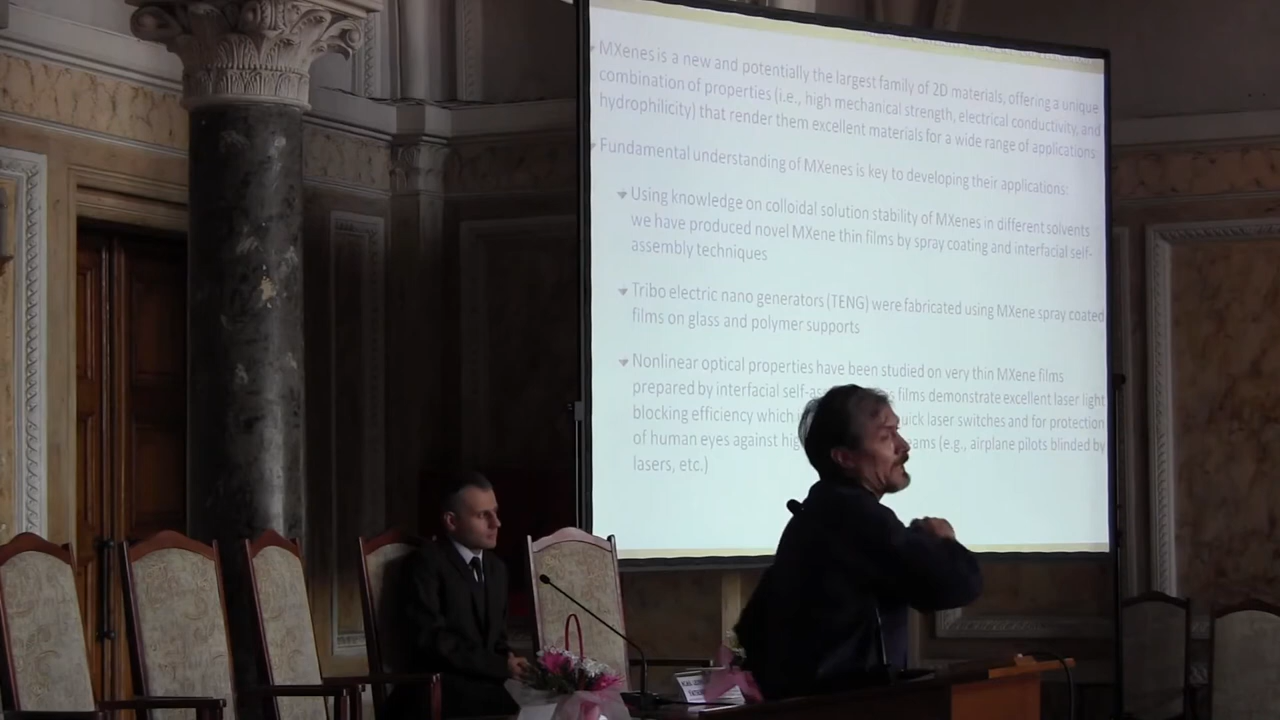 MXenes is a new and potentially the largest family of 2D materials, offering a unique
combination of properties (i.e., high mechanical strength, electrical conductivity, and
hydrophilicity) that render them excellent materials for a wide range of applications
Fundamental understanding of MXenes is key to developing their applications:
Using knowledge on colloidal solution stability of MXenes in different solvents
we have produced novel MXene thin films by spray coating and interfacial self-
assembly techniques
Tribo electric nano generators (TENG) were fabricated using MXene spray coated
films on glass and polymer supports
Nonlinear optical properties have been studied on very thin MXene films
prepared by interfacial films demonstrate excellent laser light
blocking efficiency which laser switches and for protection
of human eyes against (e.g., airplane pilots blinded by
lasers, etc.)